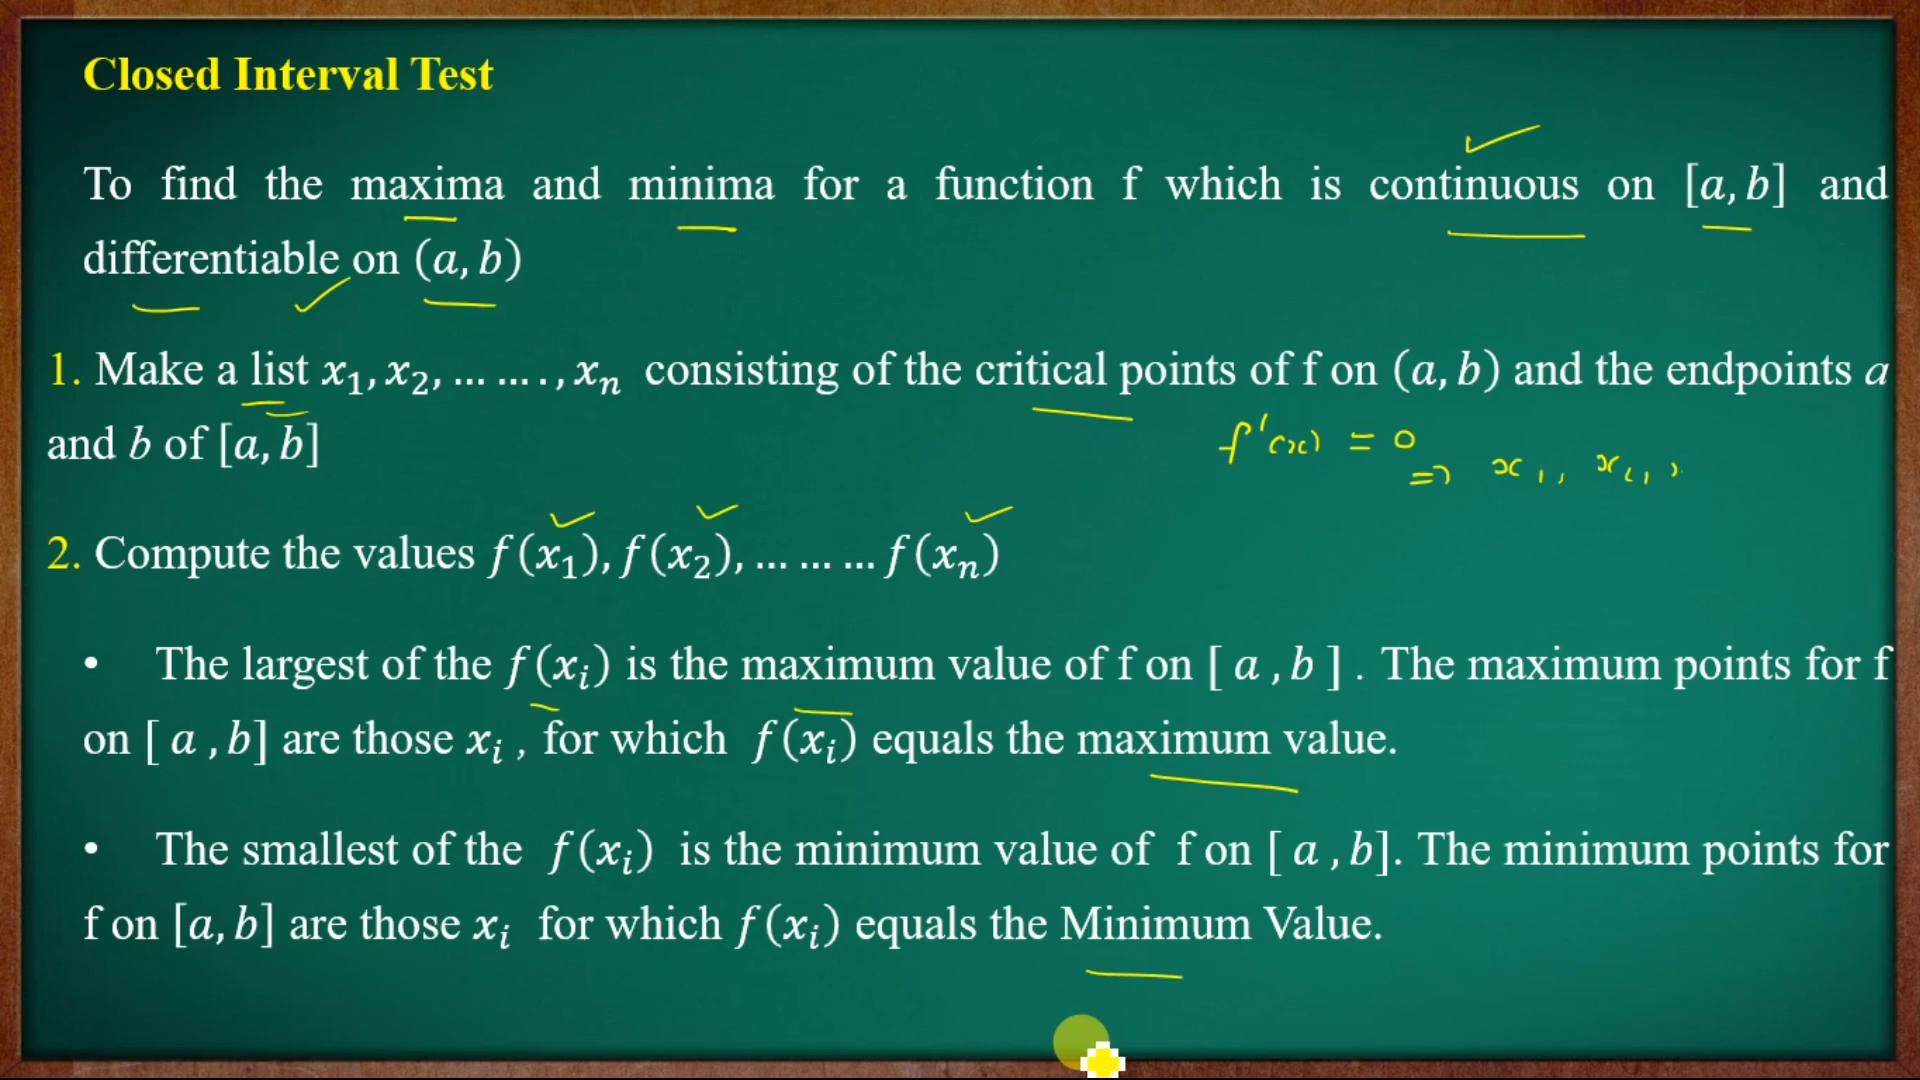 Closed Interval Test
To find the maxima and minima for a function f which is continuous on [a, b] and
differentiable on (a, b)
1. Make a list x₁, x₂, … … . , xₙ consisting of the critical points of f on (a, b) and the endpoints a
and b of [a, b]
f'(x) = 0
⇒ x₁,
2. Compute the values f(x₁), f(x₂), … … … f(xₙ)
• The largest of the f(xᵢ) is the maximum value of f on [ a , b ] . The maximum points for f
on [ a , b] are those xᵢ , for which f(xᵢ) equals the maximum value.
• The smallest of the f(xᵢ) is the minimum value of f on [ a , b]. The minimum points for
f on [a, b] are those xᵢ for which f(xᵢ) equals the Minimum Value.